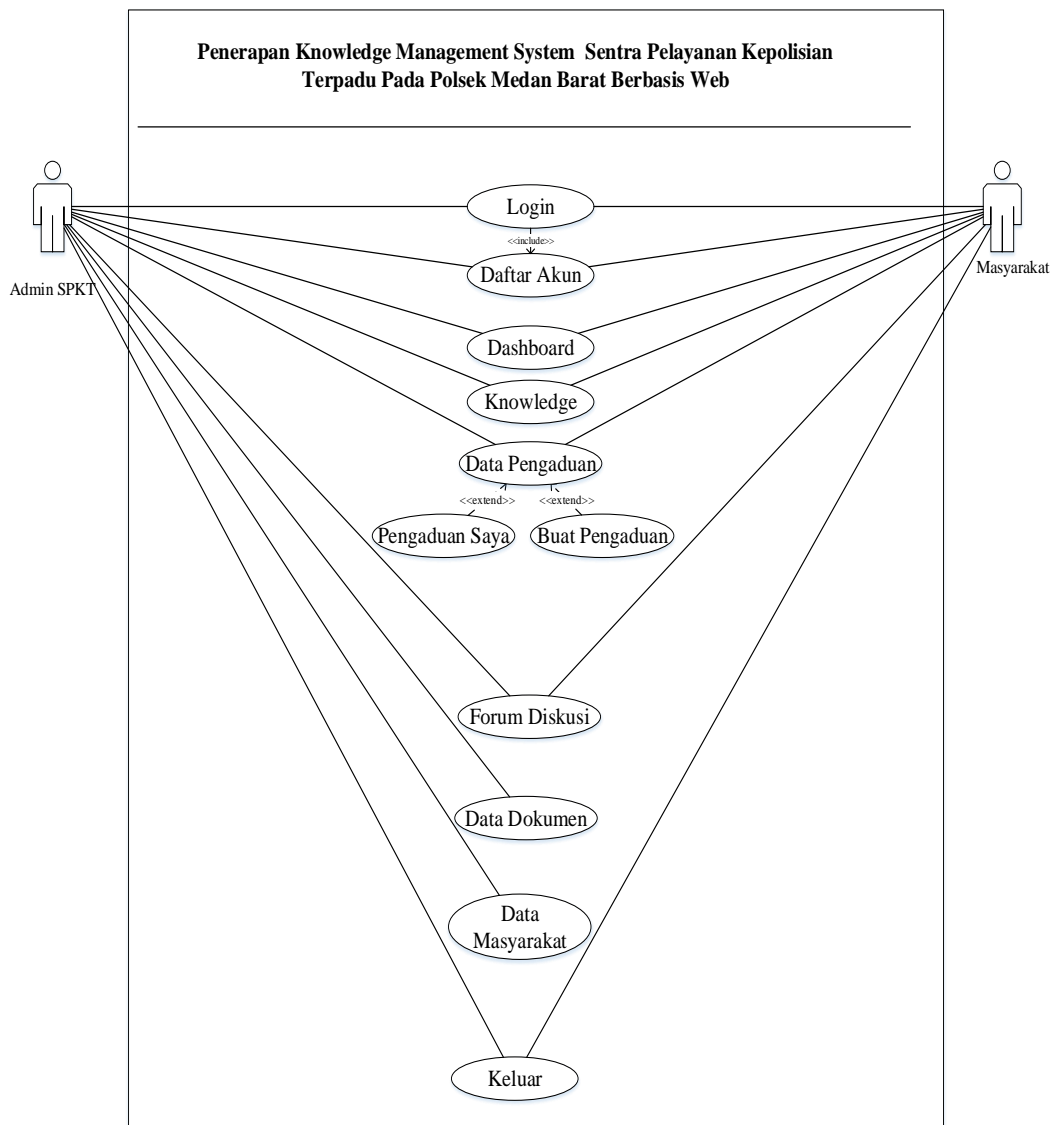 Penerapan Knowledge Management System Sentra Pelayanan Kepolisian
Terpadu Pada Polsek Medan Barat Berbasis Web
Login
<<include>>
Daftar Akun
Admin SPKT
Masyarakat
Dashboard
Knowledge
Data Pengaduan
<<extend>>
<<extend>>
Pengaduan Saya
Buat Pengaduan
Forum Diskusi
Data Dokumen
Data
Masyarakat
Keluar